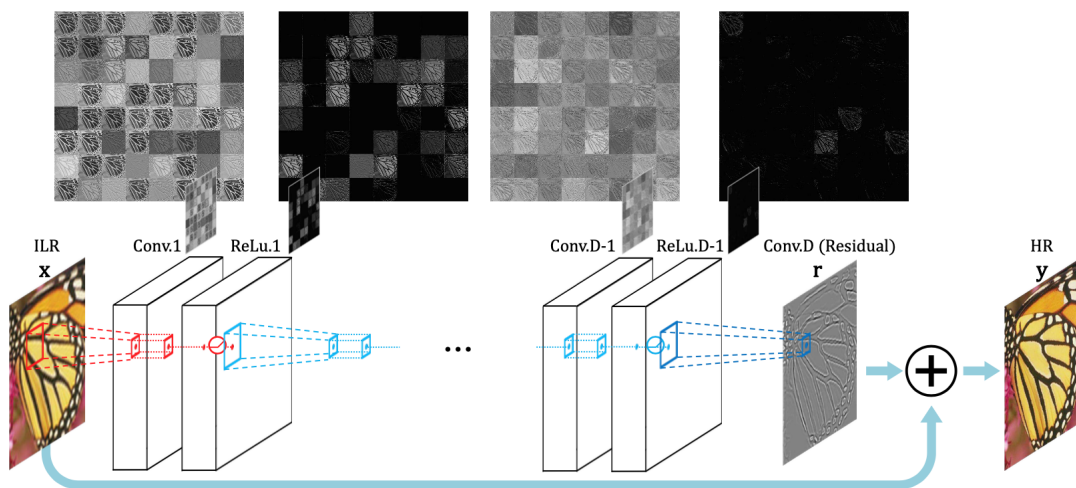 ILR
x
Conv.1
ReLu.1
...
Conv.D-1
ReLu.D-1
Conv.D (Residual)
r
HR
y